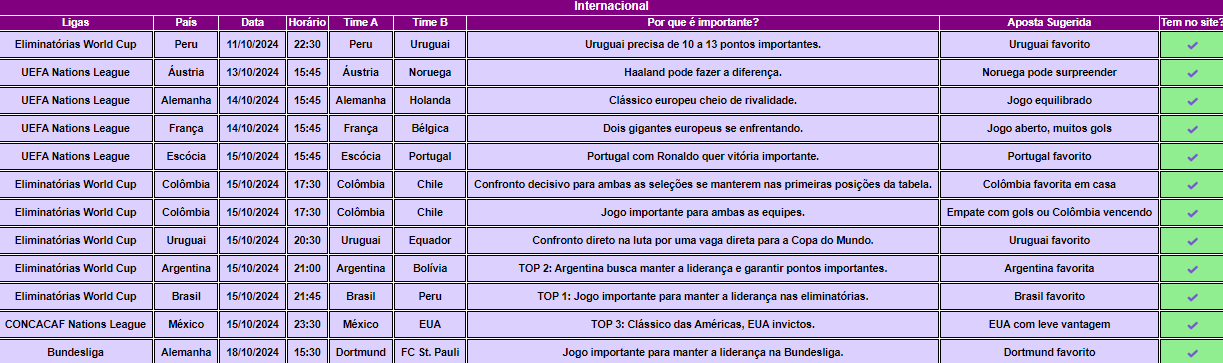 Internacional
Ligas País Data Horário Time A Time B Por que é importante? Aposta Sugerida Tem no site?
Eliminatórias World Cup Peru 11/10/2024 22:30 Peru Uruguai Uruguai precisa de 10 a 13 pontos importantes. Uruguai favorito ✓
UEFA Nations League Áustria 13/10/2024 15:45 Áustria Noruega Haaland pode fazer a diferença. Noruega pode surpreender ✓
UEFA Nations League Alemanha 14/10/2024 15:45 Alemanha Holanda Clássico europeu cheio de rivalidade. Jogo equilibrado ✓
UEFA Nations League França 14/10/2024 15:45 França Bélgica Dois gigantes europeus se enfrentando. Jogo aberto, muitos gols ✓
UEFA Nations League Escócia 15/10/2024 15:45 Escócia Portugal Portugal com Ronaldo quer vitória importante. Portugal favorito ✓
Eliminatórias World Cup Colômbia 15/10/2024 17:30 Colômbia Chile Confronto decisivo para ambas as seleções se manterem nas primeiras posições da tabela. Colômbia favorita em casa ✓
Eliminatórias World Cup Colômbia 15/10/2024 17:30 Colômbia Chile Jogo importante para ambas as equipes. Empate com gols ou Colômbia vencendo ✓
Eliminatórias World Cup Uruguai 15/10/2024 20:30 Uruguai Equador Confronto direto na luta por uma vaga direta para a Copa do Mundo. Uruguai favorito ✓
Eliminatórias World Cup Argentina 15/10/2024 21:00 Argentina Bolívia TOP 2: Argentina busca manter a liderança e garantir pontos importantes. Argentina favorita ✓
Eliminatórias World Cup Brasil 15/10/2024 21:45 Brasil Peru TOP 1: Jogo importante para manter a liderança nas eliminatórias. Brasil favorito ✓
CONCACAF Nations League México 15/10/2024 23:30 México EUA TOP 3: Clássico das Américas, EUA invictos. EUA com leve vantagem ✓
Bundesliga Alemanha 18/10/2024 15:30 Dortmund FC St. Pauli Jogo importante para manter a liderança na Bundesliga. Dortmund favorito ✓